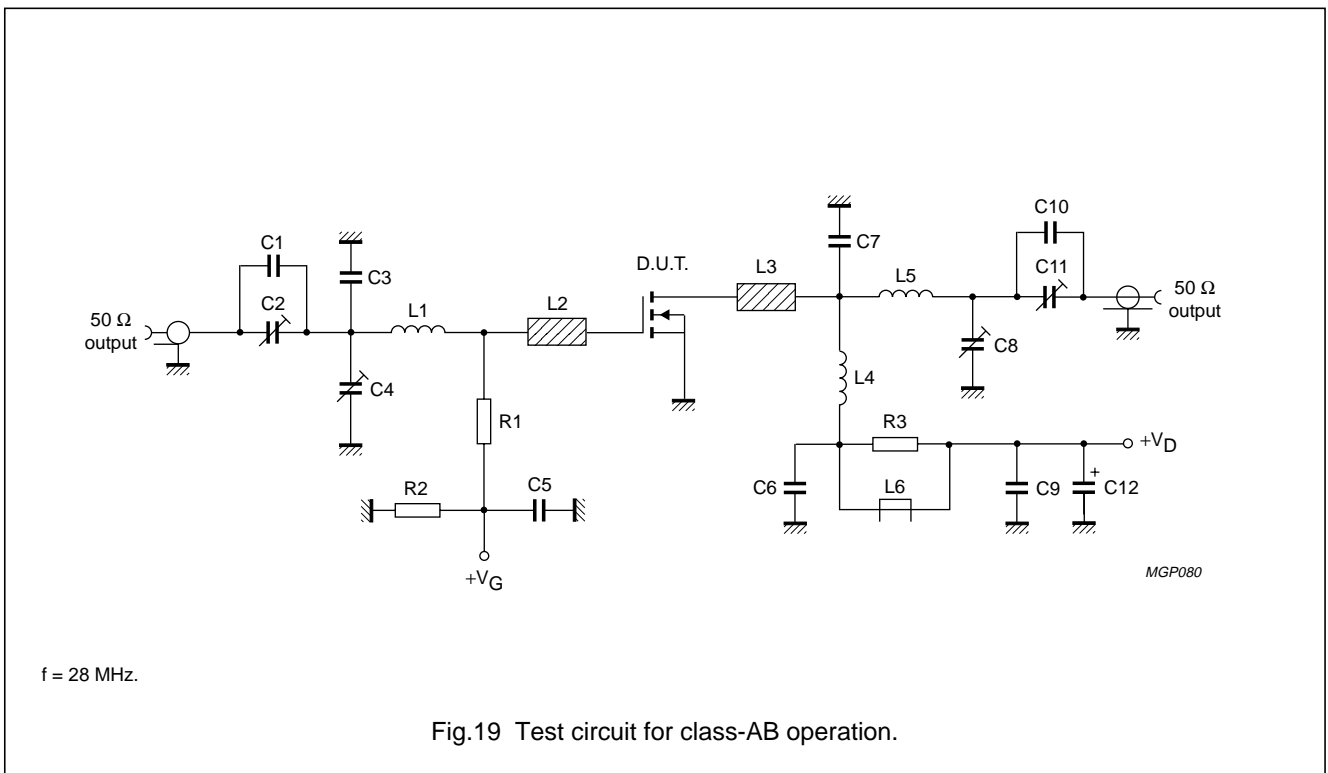 C10
C7
C1
C3
D.U.T.
L3
L5
C11
50 Ω
output
C2
L1
L2
50 Ω
output
C4
C8
L4
R1
R3
+VD
R2
C5
C6
L6
C9
+
C12
+VG
MGP080
f = 28 MHz.
Fig.19 Test circuit for class-AB operation.